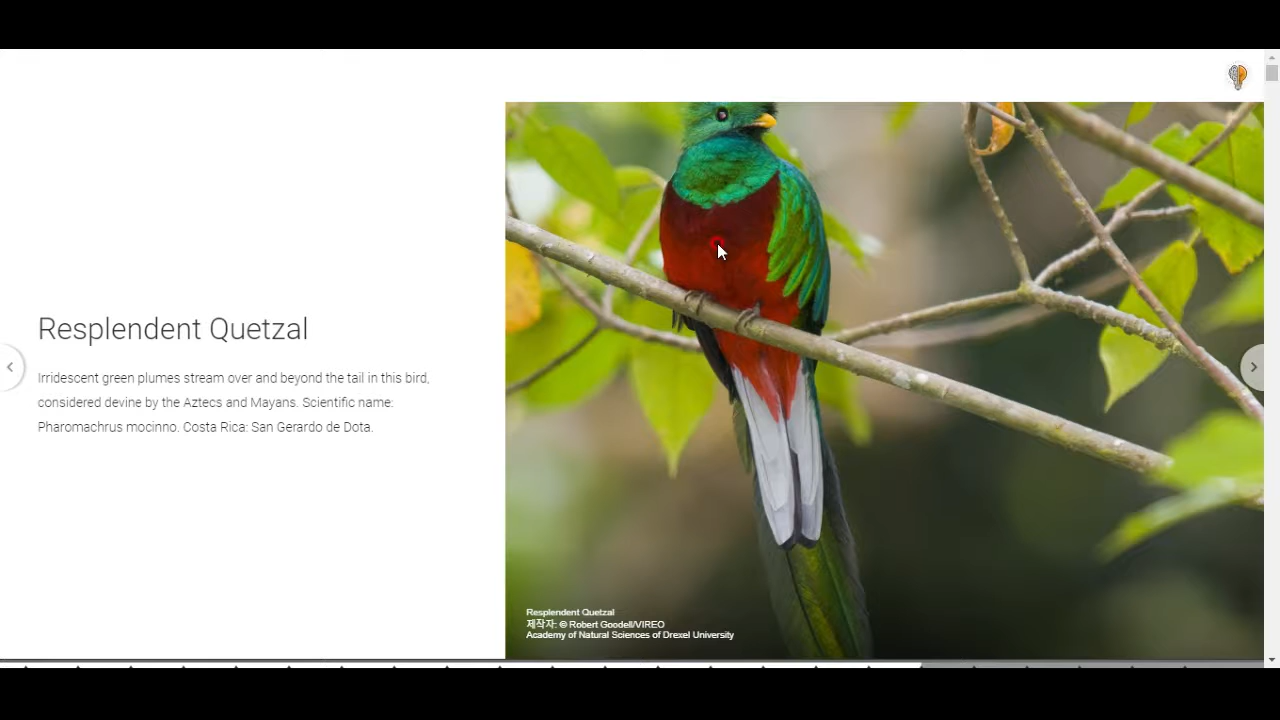 Resplendent Quetzal
Irridescent green plumes stream over and beyond the tail in this bird,
considered devine by the Aztecs and Mayans. Scientific name:
Pharomachrus mocinno. Costa Rica: San Gerardo de Dota.
Resplendent Quetzal
제작자: © Robert Goodell/VIREO
Academy of Natural Sciences of Drexel University